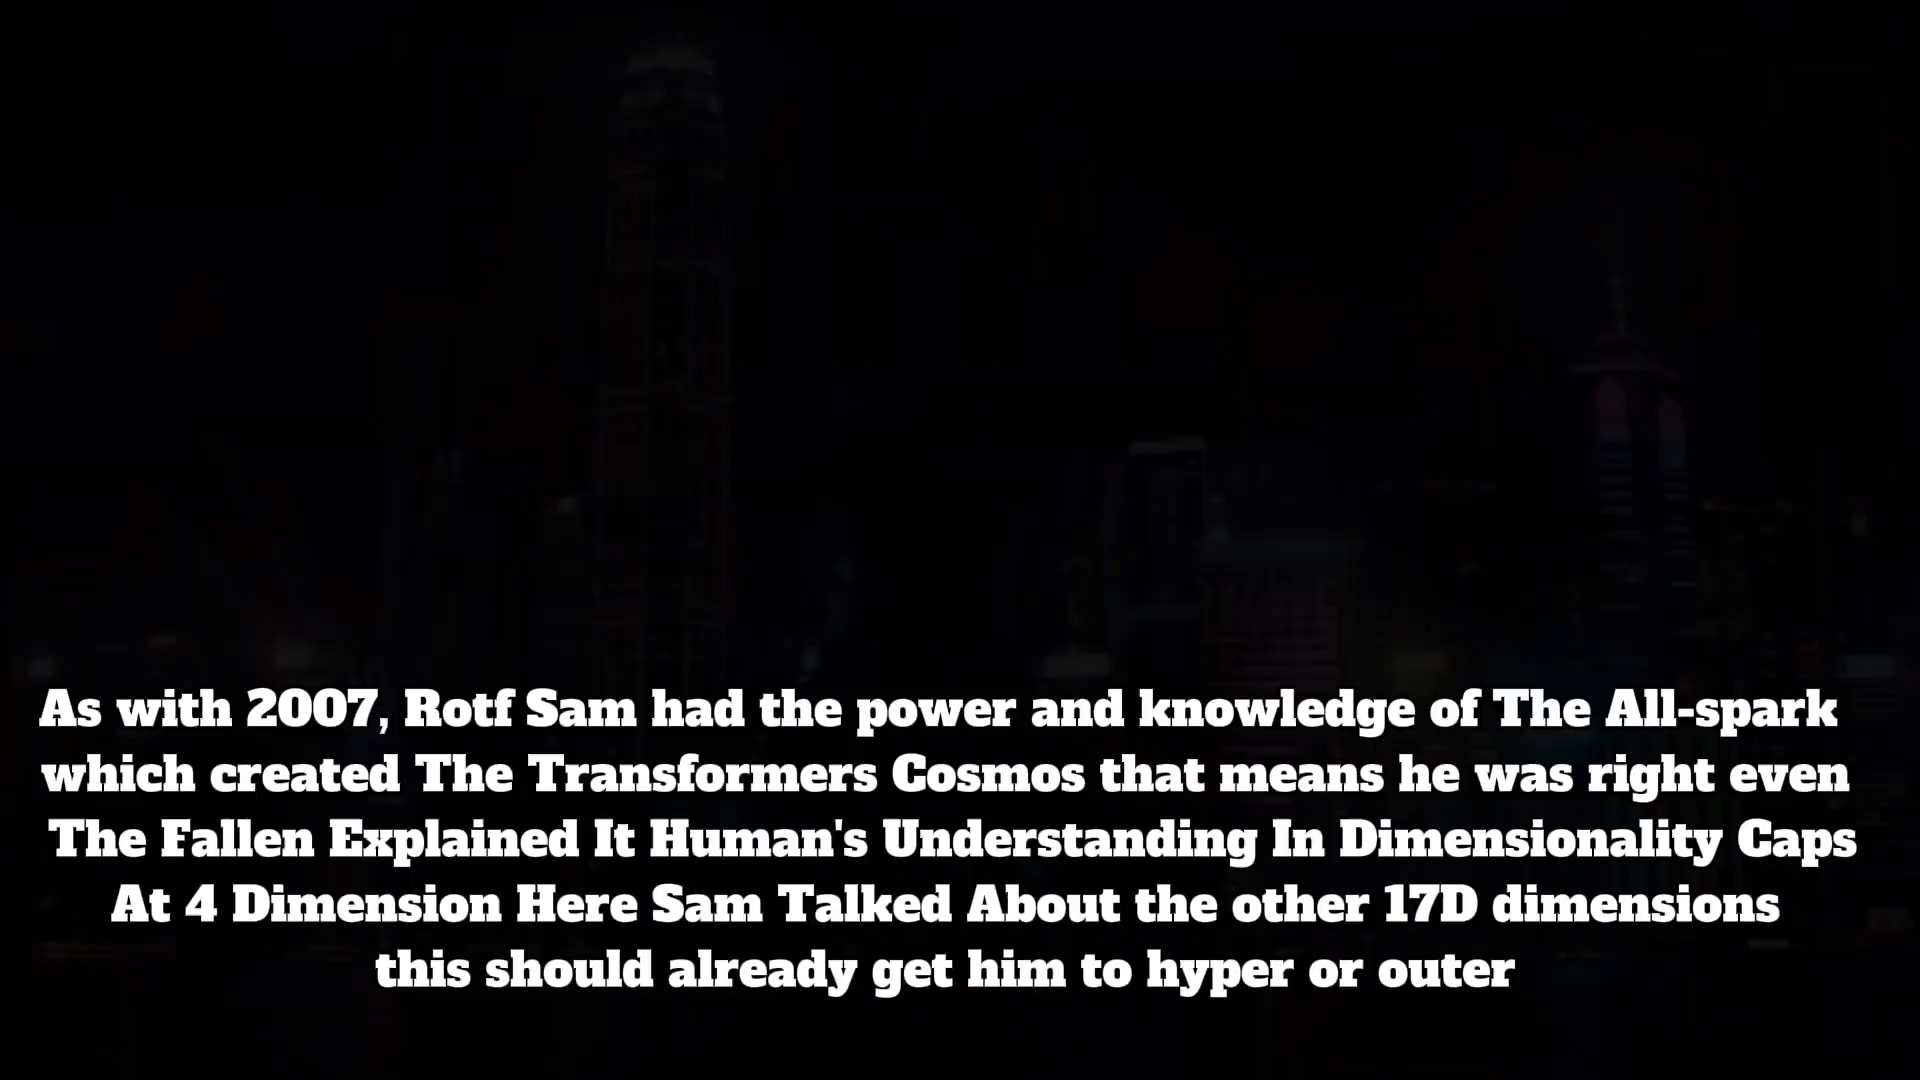 As with 2007, Rotf Sam had the power and knowledge of The All-spark
which created The Transformers Cosmos that means he was right even
The Fallen Explained It Human's Understanding In Dimensionality Caps
At 4 Dimension Here Sam Talked About the other 17D dimensions
this should already get him to hyper or outer